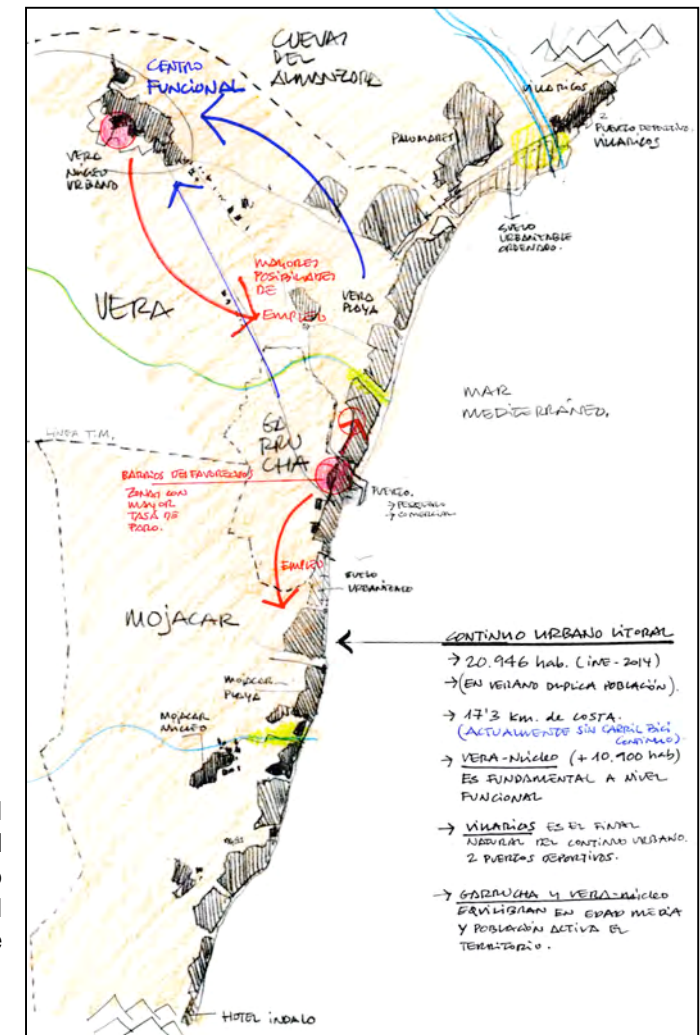 CUEVAS
DEL
ALMANZORA
CENTRO
FUNCIONAL
VILLARICOS
2
PUERTO DEPORTIVO.
VILLARICOS
PALOMARES
VERA
NÚCLEO
URBANO
SUELO
URBANIZABLE
ORDENADO.
MAYORES
POSIBILIDADES
DE
EMPLEO
VERA
PLAYA
VERA
MAR
MEDITERRÁNEO.
GA
RRU
CHA
LÍNEA T.M.
BARRIOS DESFAVORECIDOS
ZONAS CON
MAYOR
TASA DE
PARO.
PUERTO.
→ PESQUERO
→ COMERCIAL
EMPLEO
SUELO
URBANIZADO
MOJACAR
CONTINUO URBANO LITORAL
→ 20.946 hab. (INE-2014)
→ (EN VERANO DUPLICA POBLACIÓN).
MOJACAR
PLAYA
MOJACAR
NÚCLEO
→ 17'3 km. de COSTA.
(ACTUALMENTE SIN CARRIL BICI
CONTINUO)
→ VERA-NÚCLEO (+ 10.900 hab)
ES FUNDAMENTAL A NIVEL
FUNCIONAL
→ VILLARICOS ES EL FINAL
NATURAL DEL CONTINUO URBANO.
2 PUERTOS DEPORTIVOS.
→ GARRUCHA Y VERA-núcleo
EQUILIBRAN EN EDAD MEDIA
Y POBLACIÓN ACTIVA EL
TERRITORIO.
HOTEL INDALO